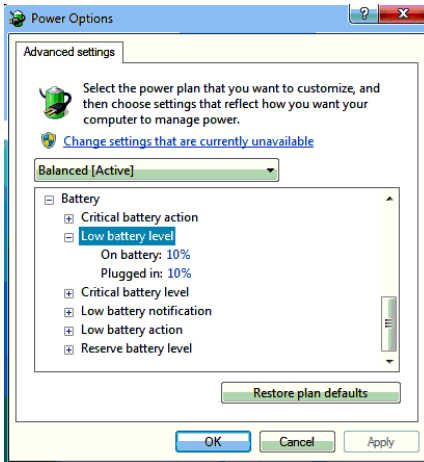 Power Options
Advanced settings
Select the power plan that you want to customize, and
then choose settings that reflect how you want your
computer to manage power.
Change settings that are currently unavailable
Balanced [Active]
Battery
Critical battery action
Low battery level
On battery: 10%
Plugged in: 10%
Critical battery level
Low battery notification
Low battery action
Reserve battery level
Restore plan defaults
OK Cancel Apply